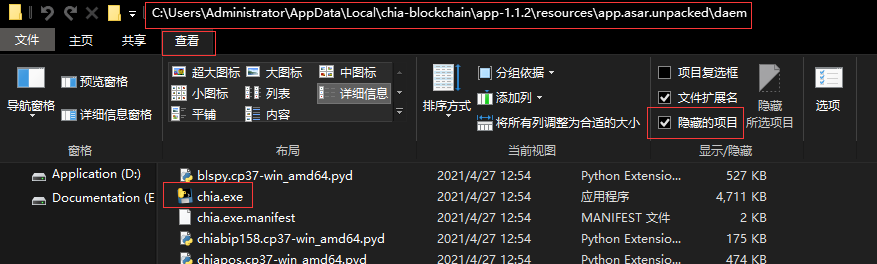 C:\Users\Administrator\AppData\Local\chia-blockchain\app-1.1.2\resources\app.asar.unpacked\daem
文件 主页 共享 查看
导航窗格 预览窗格 详细信息窗格
窗格
超大图标 大图标 中图标
小图标 列表 详细信息
平铺 内容
布局
排序方式 分组依据
添加列
将所有列调整为合适的大小
当前视图
项目复选框
文件扩展名
隐藏的项目
隐藏
所选项目
显示/隐藏
选项
Application (D:)
Documentation (E
blspy.cp37-win_amd64.pyd 2021/4/27 12:54 Python Extensio... 527 KB
chia.exe 2021/4/27 12:54 应用程序 4,711 KB
chia.exe.manifest 2021/4/27 12:54 MANIFEST 文件 2 KB
chiabip158.cp37-win_amd64.pyd 2021/4/27 12:54 Python Extensio... 175 KB
chiapos.cp37-win_amd64.pyd 2021/4/27 12:54 Python Extensio... 474 KB